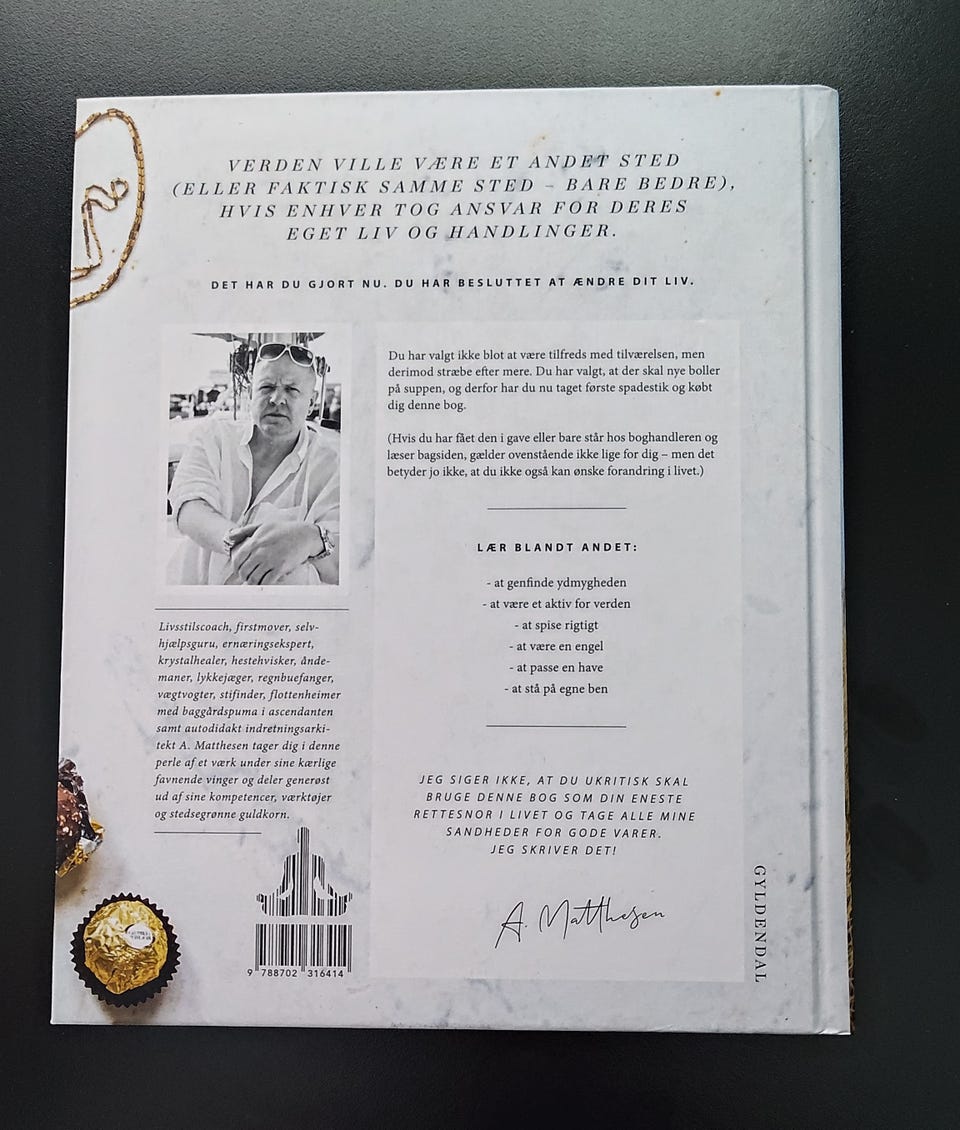 VERDEN VILLE VÆRE ET ANDET STED
(ELLER FAKTISK SAMME STED – BARE BEDRE),
HVIS ENHVER TOG ANSVAR FOR DERES
EGET LIV OG HANDLINGER.
DET HAR DU GJORT NU. DU HAR BESLUTTET AT ÆNDRE DIT LIV.
Du har valgt ikke blot at være tilfreds med tilværelsen, men
derimod stræbe efter mere. Du har valgt, at der skal nye boller
på suppen, og derfor har du nu taget første spadestik og købt
dig denne bog.
(Hvis du har fået den i gave eller bare står hos boghandleren og
læser bagsiden, gælder ovenstående ikke lige for dig – men det
betyder jo ikke, at du ikke også kan ønske forandring i livet.)
LÆR BLANDT ANDET:
- at genfinde ydmygheden
- at være et aktiv for verden
- at spise rigtigt
- at være en engel
- at passe en have
- at stå på egne ben
Livsstilscoach, firstmover, selv-
hjælpsguru, ernæringsekspert,
krystalhealer, hestehvisker, ånde-
maner, lykkejæger, regnbuefanger,
vægtvogter, stifinder, flottenheimer
med baggårdspuma i ascendanten
samt autodidakt indretningsarki-
tekt A. Matthesen tager dig i denne
perle af et værk under sine kærlige
favnende vinger og deler generøst
ud af sine kompetencer, værktøjer
og stedsegrønne guldkorn.
JEG SIGER IKKE, AT DU UKRITISK SKAL
BRUGE DENNE BOG SOM DIN ENESTE
RETTESNOR I LIVET OG TAGE ALLE MINE
SANDHEDER FOR GODE VARER.
JEG SKRIVER DET!
A. Matthesen
9 788702 316414
GYLDENDAL